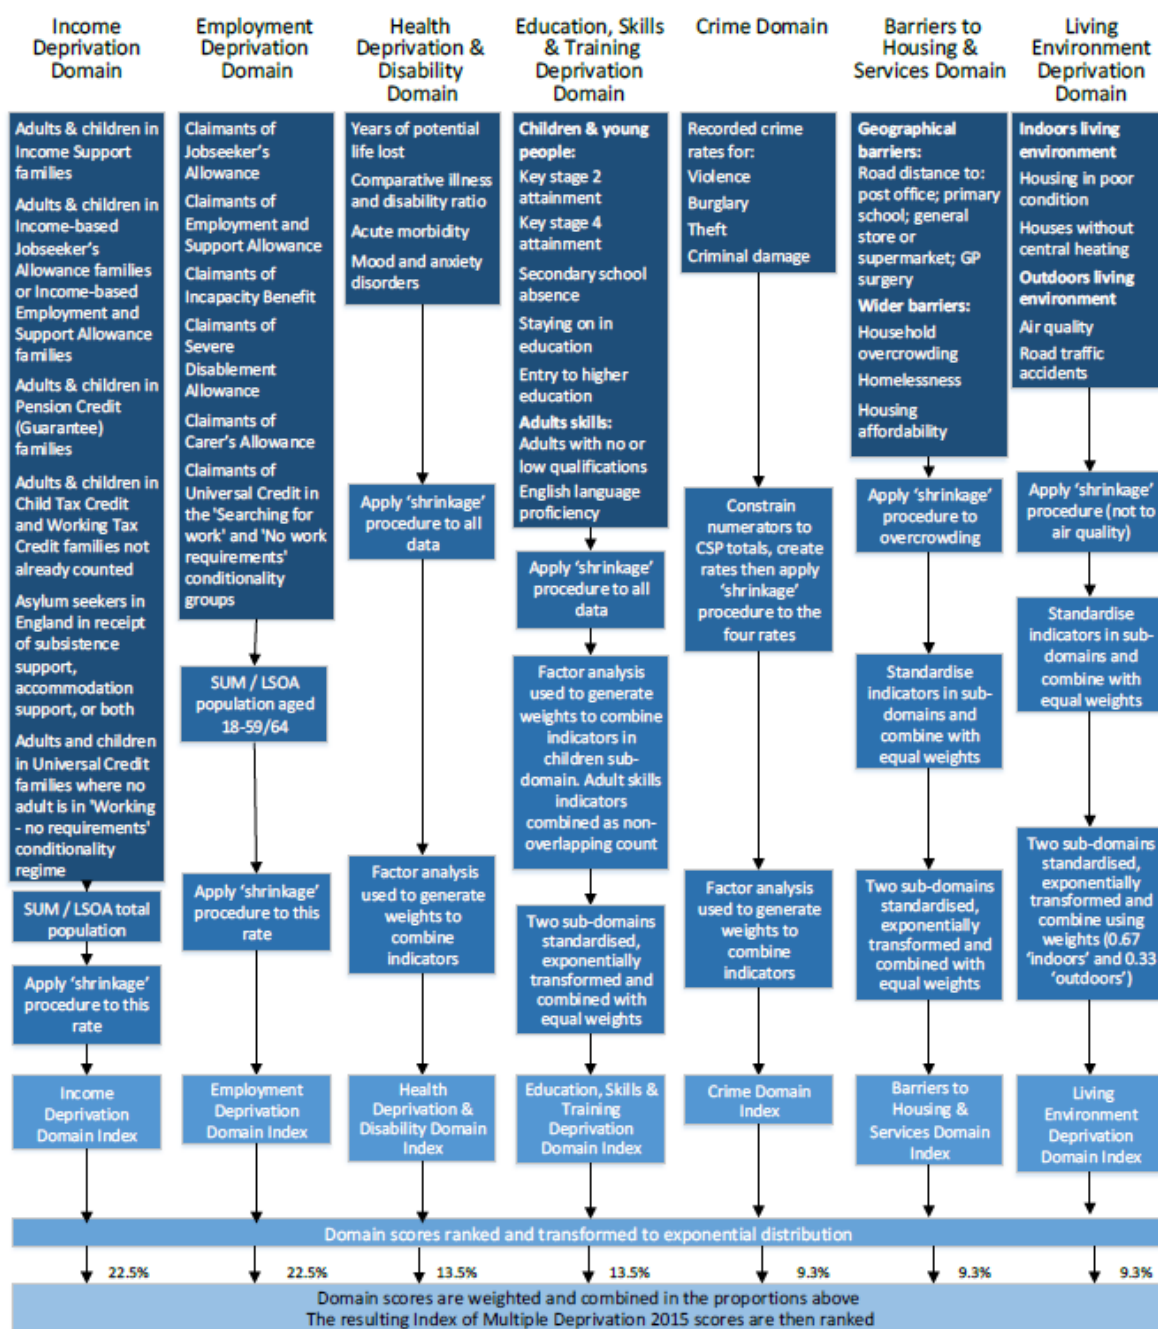 Income
Deprivation
Domain
Employment
Deprivation
Domain
Health
Deprivation &
Disability
Domain
Education, Skills
& Training
Deprivation
Domain
Crime Domain
Barriers to
Housing &
Services Domain
Living
Environment
Deprivation
Domain
Adults & children in
Income Support
families
Adults & children in
Income-based
Jobseeker's
Allowance families
or Income-based
Employment and
Support Allowance
families
Adults & children in
Pension Credit
(Guarantee)
families
Adults & children in
Child Tax Credit
and Working Tax
Credit families not
already counted
Asylum seekers in
England in receipt
of subsistence
support,
accommodation
support, or both
Adults and children
in Universal Credit
families where no
adult is in 'Working
- no requirements'
conditionality
regime
SUM / LSOA total
population
Apply 'shrinkage'
procedure to this
rate
Income
Deprivation
Domain Index
Claimants of
Jobseeker's
Allowance
Claimants of
Employment and
Support Allowance
Claimants of
Incapacity Benefit
Claimants of
Severe
Disablement
Allowance
Claimants of
Carer's Allowance
Claimants of
Universal Credit in
the 'Searching for
work' and 'No work
requirements'
conditionality
groups
SUM / LSOA
population aged
18-59/64
Apply 'shrinkage'
procedure to this
rate
Employment
Deprivation
Domain Index
Years of potential
life lost
Comparative illness
and disability ratio
Acute morbidity
Mood and anxiety
disorders
Apply 'shrinkage'
procedure to all
data
Factor analysis
used to generate
weights to
combine
indicators
Health
Deprivation &
Disability Domain
Index
Children & young
people:
Key stage 2
attainment
Key stage 4
attainment
Secondary school
absence
Staying on in
education
Entry to higher
education
Adults skills:
Adults with no or
low qualifications
English language
proficiency
Apply 'shrinkage'
procedure to all
data
Factor analysis
used to generate
weights to combine
indicators in
children sub-
domain. Adult skills
indicators
combined as non-
overlapping count
Two sub-domains
standardised,
exponentially
transformed and
combined with
equal weights
Education, Skills &
Training
Deprivation
Domain Index
Recorded crime
rates for:
Violence
Burglary
Theft
Criminal damage
Constrain
numerators to
CSP totals, create
rates then apply
'shrinkage'
procedure to the
four rates
Factor analysis
used to generate
weights to
combine
indicators
Crime Domain
Index
Geographical
barriers:
Road distance to:
post office; primary
school; general
store or
supermarket; GP
surgery
Wider barriers:
Household
overcrowding
Homelessness
Housing
affordability
Apply 'shrinkage'
procedure to
overcrowding
Standardise
indicators in sub-
domains and
combine with
equal weights
Two sub-domains
standardised,
exponentially
transformed and
combined with
equal weights
Barriers to
Housing &
Services Domain
Index
Indoors living
environment
Housing in poor
condition
Houses without
central heating
Outdoors living
environment
Air quality
Road traffic
accidents
Apply 'shrinkage'
procedure (not to
air quality)
Standardise
indicators in sub-
domains and
combine with
equal weights
Two sub-domains
standardised,
exponentially
transformed and
combine using
weights (0.67
'indoors' and 0.33
'outdoors')
Living
Environment
Deprivation
Domain Index
Domain scores ranked and transformed to exponential distribution
22.5% 22.5% 13.5% 13.5% 9.3% 9.3% 9.3%
Domain scores are weighted and combined in the proportions above
The resulting Index of Multiple Deprivation 2015 scores are then ranked